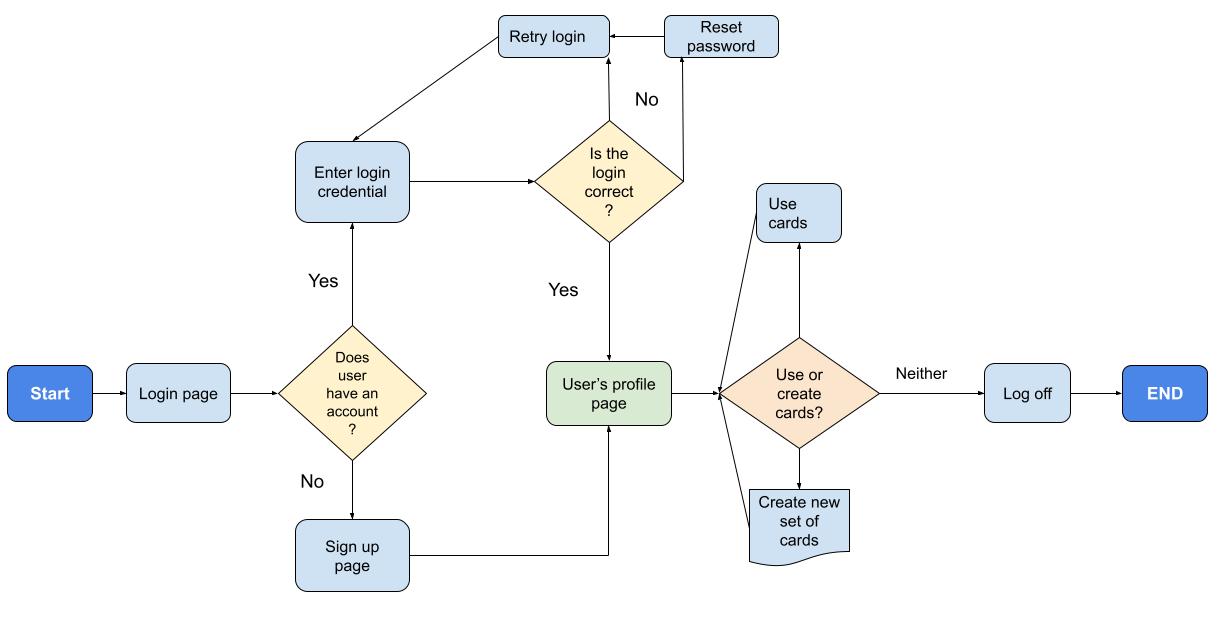 Retry login
Reset
password
No
Is the
login
correct
?
Enter login
credential
Use
cards
Yes
Yes
Does
user
have an
account
?
Start
Login page
User's profile
page
Use or
create
cards?
Neither
Log off
END
No
Create new
set of
cards
Sign up
page